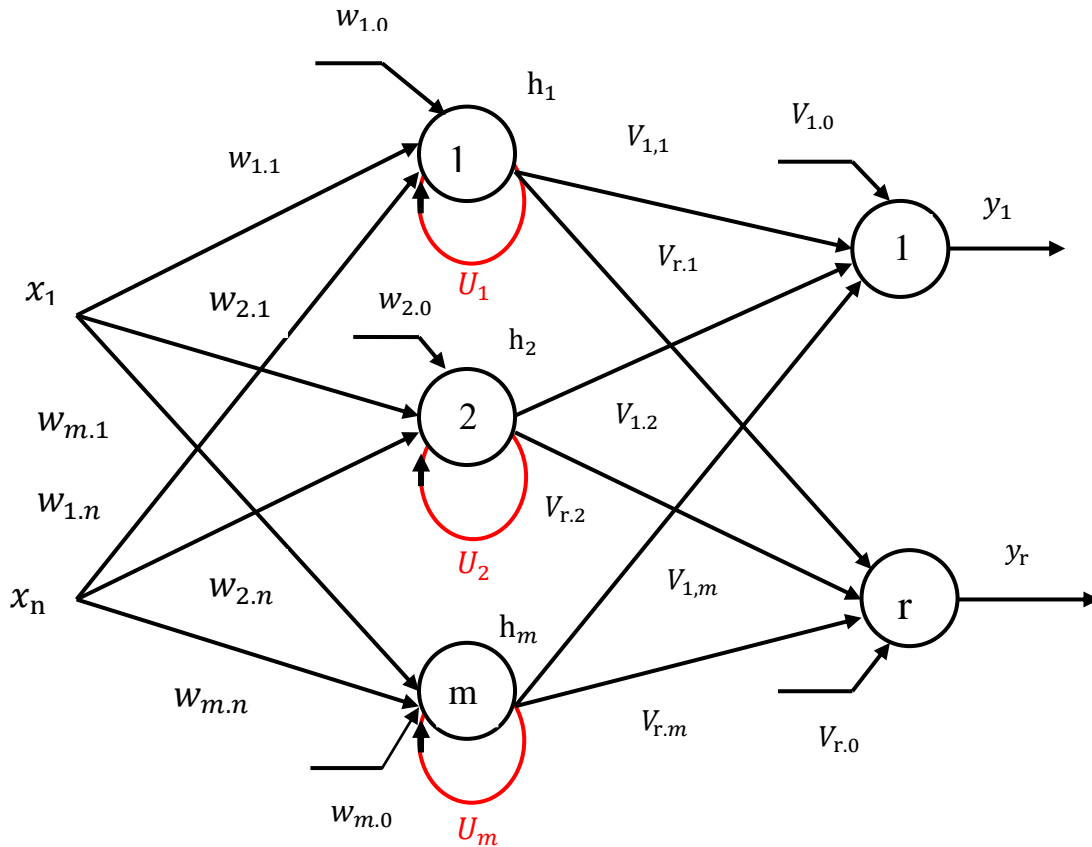 w₁.₀
h₁
V₁,₁
V₁.₀
w₁.₁
1
y₁
1
Vᵣ.₁
x₁
w₂.₁
U₁
w₂.₀
h₂
2
V₁.₂
wₘ.₁
w₁.ₙ
Vᵣ.₂
U₂
yᵣ
xₙ
w₂.ₙ
V₁,ₘ
r
hₘ
m
wₘ.ₙ
Vᵣ.ₘ
Vᵣ.₀
wₘ.₀
Uₘ